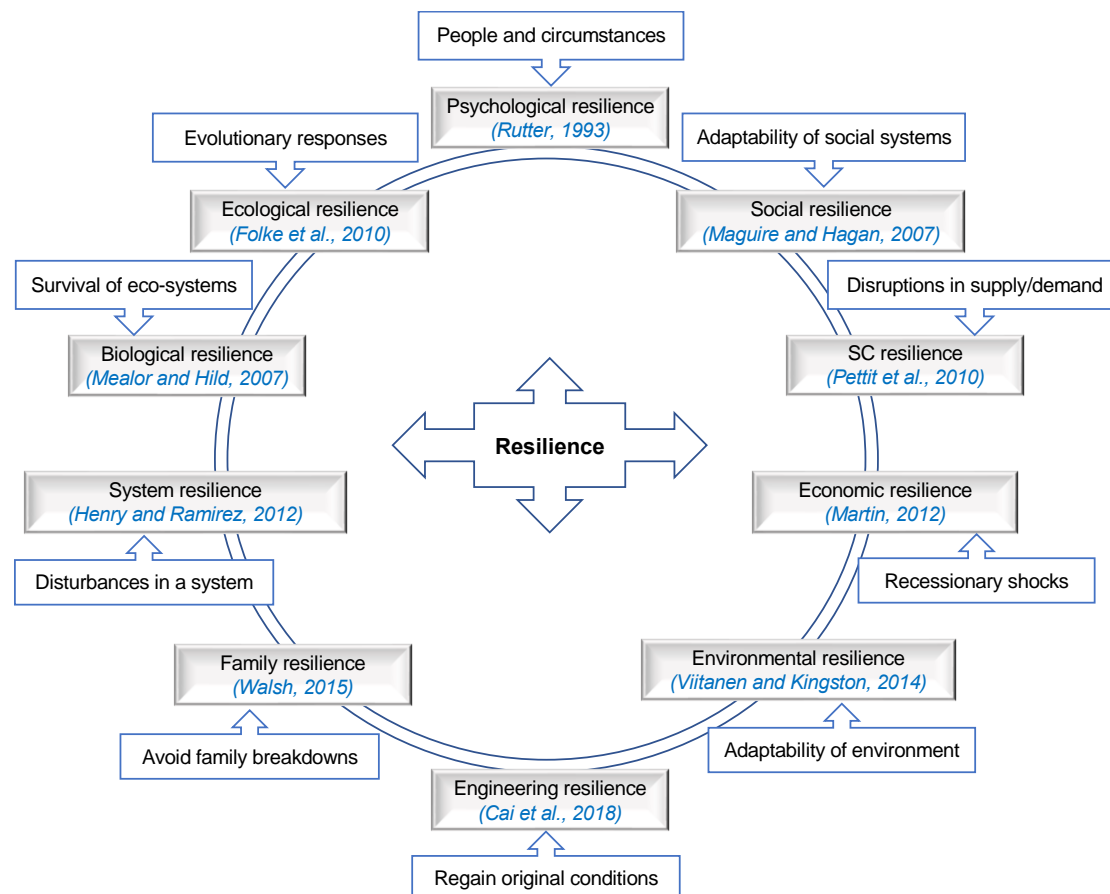 People and circumstances
Psychological resilience
(Rutter, 1993)
Evolutionary responses
Ecological resilience
(Folke et al., 2010)
Adaptability of social systems
Social resilience
(Maguire and Hagan, 2007)
Survival of eco-systems
Biological resilience
(Mealor and Hild, 2007)
Disruptions in supply/demand
SC resilience
(Pettit et al., 2010)
Resilience
System resilience
(Henry and Ramirez, 2012)
Disturbances in a system
Economic resilience
(Martin, 2012)
Recessionary shocks
Family resilience
(Walsh, 2015)
Avoid family breakdowns
Environmental resilience
(Viitanen and Kingston, 2014)
Adaptability of environment
Engineering resilience
(Cai et al., 2018)
Regain original conditions